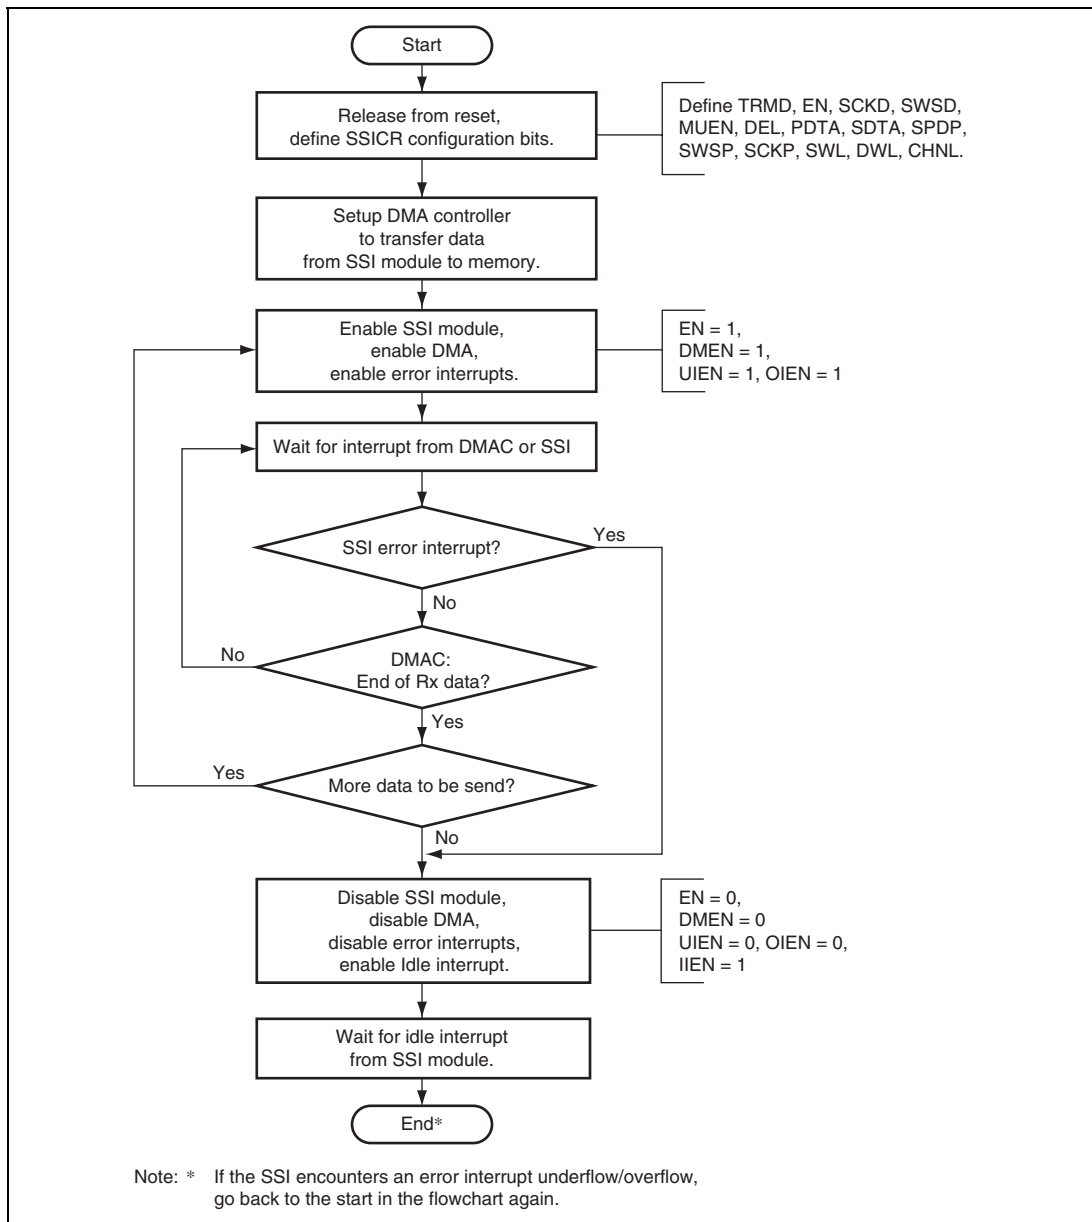 Start
Release from reset,
define SSICR configuration bits.
Define TRMD, EN, SCKD, SWSD,
MUEN, DEL, PDTA, SDTA, SPDP,
SWSP, SCKP, SWL, DWL, CHNL.
Setup DMA controller
to transfer data
from SSI module to memory.
Enable SSI module,
enable DMA,
enable error interrupts.
EN = 1,
DMEN = 1,
UIEN = 1, OIEN = 1
Wait for interrupt from DMAC or SSI
SSI error interrupt?
Yes
No
DMAC:
End of Rx data?
No
Yes
More data to be send?
Yes
No
Disable SSI module,
disable DMA,
disable error interrupts,
enable Idle interrupt.
EN = 0,
DMEN = 0
UIEN = 0, OIEN = 0,
IIEN = 1
Wait for idle interrupt
from SSI module.
End*
Note: * If the SSI encounters an error interrupt underflow/overflow,
go back to the start in the flowchart again.